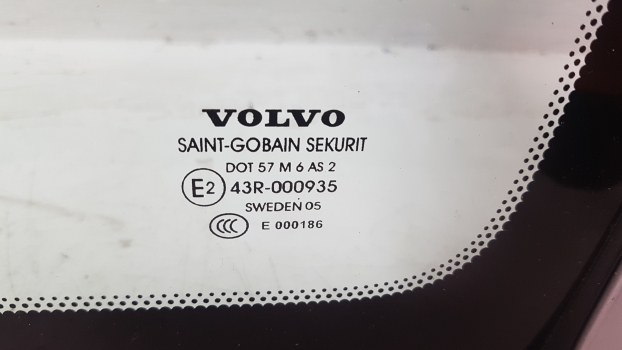 VOLVO
SAINT-GOBAIN SEKURIT
DOT 57 M 6 AS 2
E2 43R-000935
SWEDEN 05
CCC E 000186